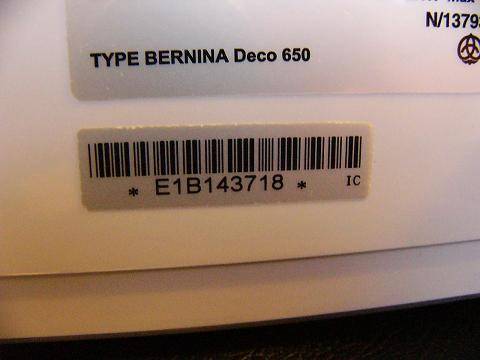 N/1379
TYPE BERNINA Deco 650
* E1B143718 *
IC